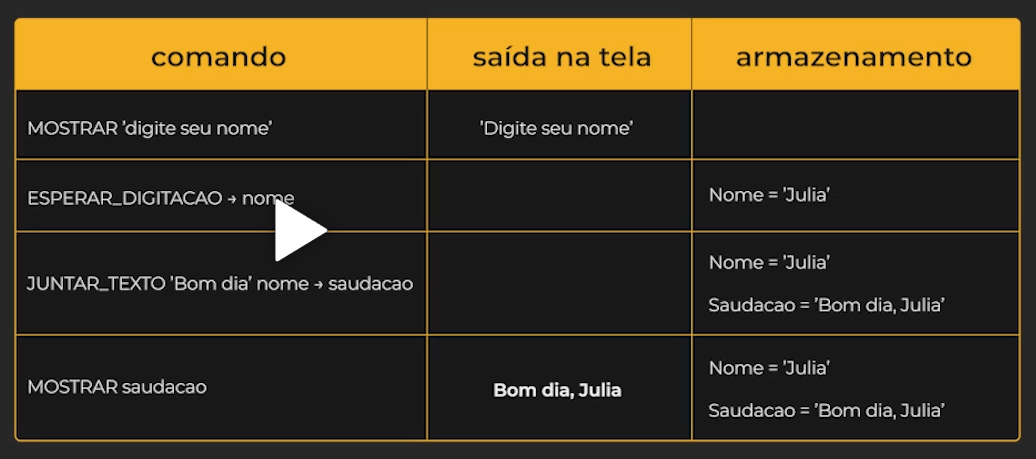 comando saída na tela armazenamento
MOSTRAR 'digite seu nome' 'Digite seu nome'
ESPERAR_DIGITACAO → nome Nome = 'Julia'
JUNTAR_TEXTO 'Bom dia' nome → saudacao Nome = 'Julia'
Saudacao = 'Bom dia, Julia'
MOSTRAR saudacao Bom dia, Julia Nome = 'Julia'
Saudacao = 'Bom dia, Julia'